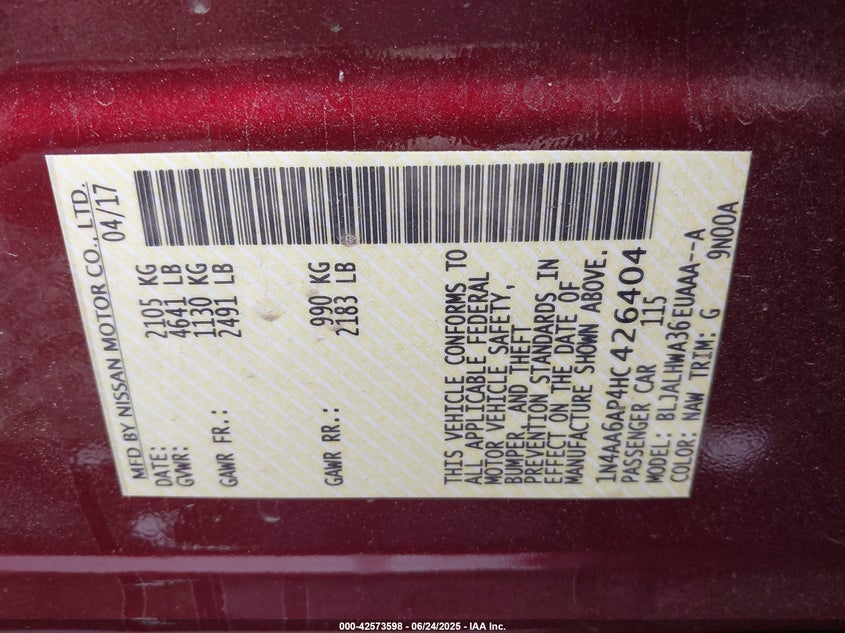 MFD BY NISSAN MOTOR CO., LTD.
DATE: 04/17
GVWR: 2105 KG
4641 LB
GAWR FR.: 1130 KG
2491 LB
GAWR RR.: 990 KG
2183 LB
THIS VEHICLE CONFORMS TO
ALL APPLICABLE FEDERAL
MOTOR VEHICLE SAFETY,
BUMPER AND THEFT
PREVENTION STANDARDS IN
EFFECT ON THE DATE OF
MANUFACTURE SHOWN ABOVE.
1N4AA6AP4HC426404
PASSENGER CAR 115
MODEL: BLJALHWA36EUAAA--A
COLOR: NAW TRIM: G 9N00A
000-42573598 - 06/24/2025 - IAA Inc.